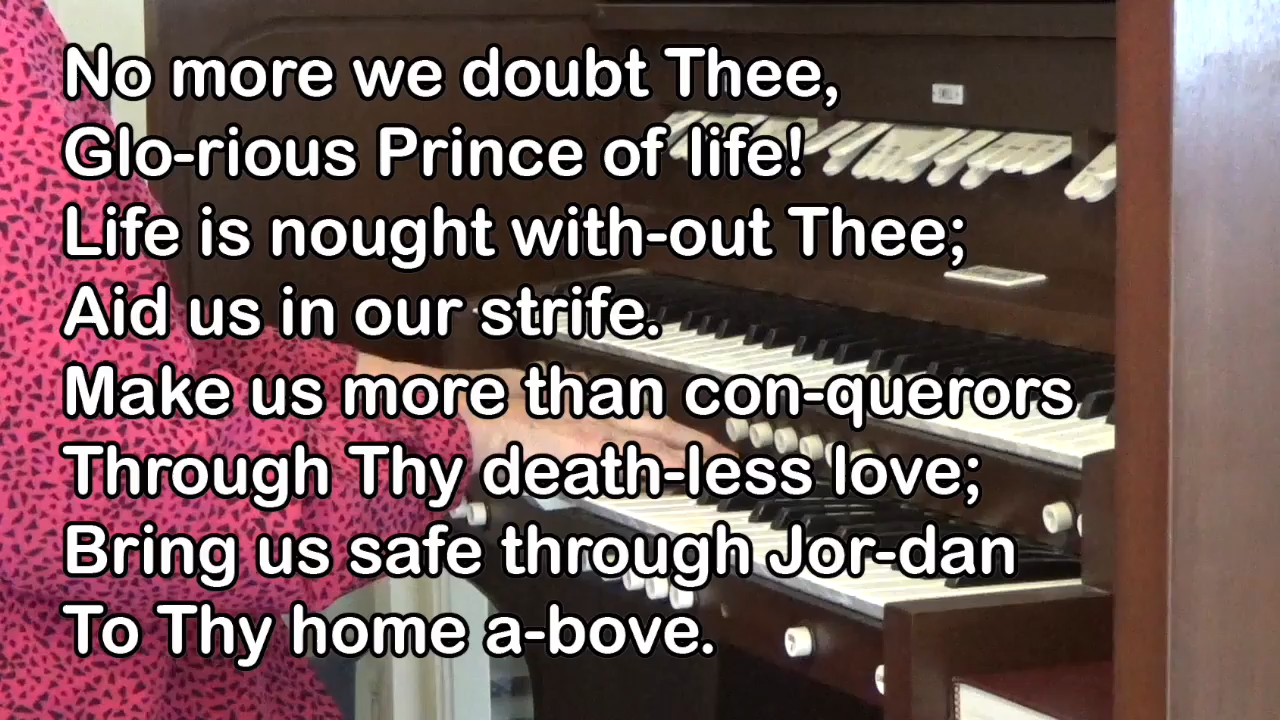 No more we doubt Thee,
Glo-rious Prince of life!
Life is nought with-out Thee;
Aid us in our strife.
Make us more than con-querors
Through Thy death-less love;
Bring us safe through Jor-dan
To Thy home a-bove.